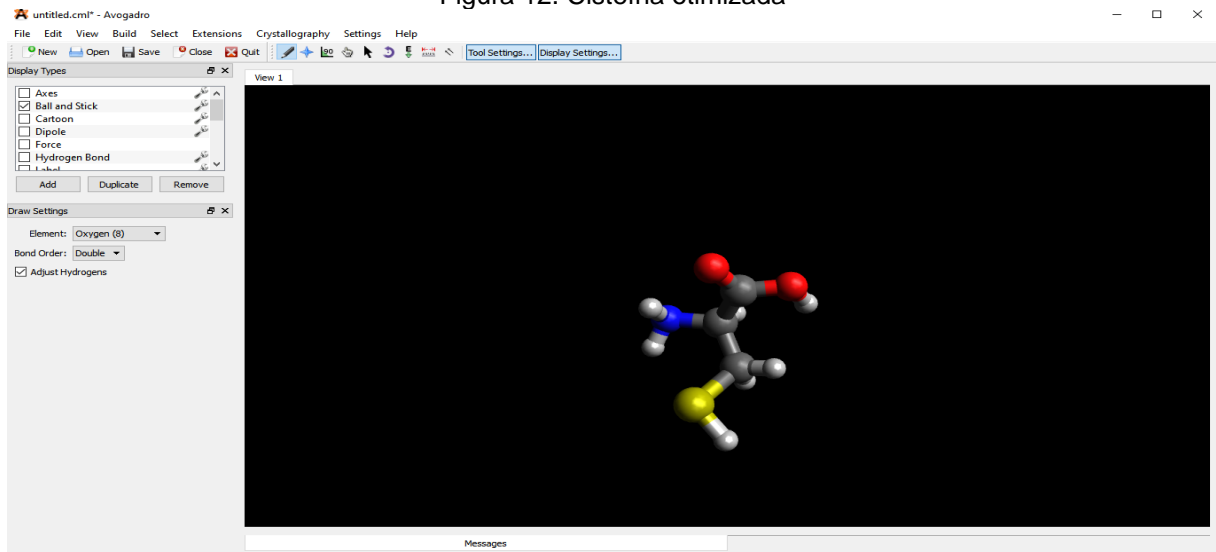 Figura 12. Cisteína otimizada
untitled.cml* - Avogadro
File Edit View Build Select Extensions Crystallography Settings Help
New Open Save Close Quit Tool Settings... Display Settings...
Display Types
View 1
Axes
Ball and Stick
Cartoon
Dipole
Force
Hydrogen Bond
Label
Add Duplicate Remove
Draw Settings
Element: Oxygen (8)
Bond Order: Double
Adjust Hydrogens
Messages